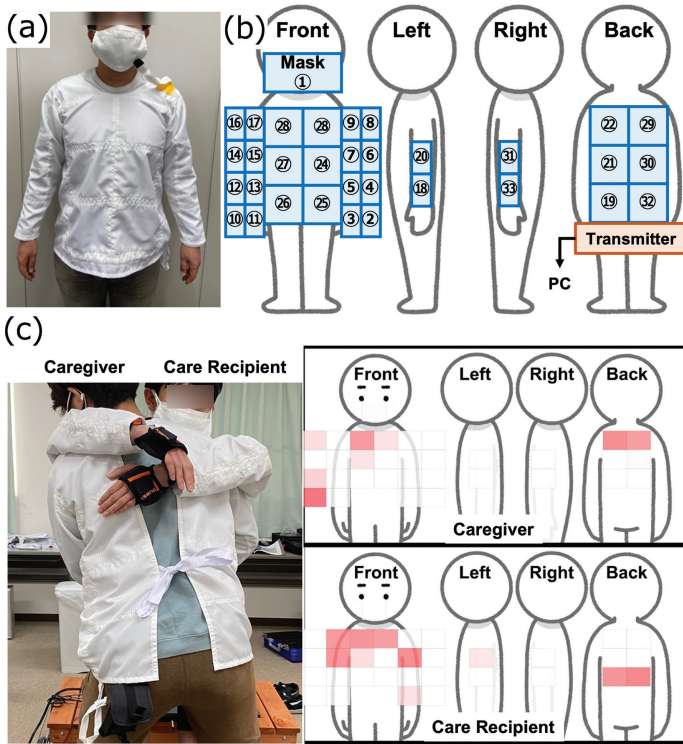 (a)
(b)
Front
Left
Right
Back
Mask
①
⑯ ⑰ ㉘ ㉘ ⑨ ⑧
⑭ ⑮ ㉗ ㉔ ⑦ ⑥
⑫ ⑬ ㉖ ㉕ ⑤ ④
⑩ ⑪ ③ ②
⑳
⑱
㉛
㉝
㉒ ㉙
㉑ ㉚
⑲ ㉜
Transmitter
PC
(c)
Caregiver
Care Recipient
Front
Left
Right
Back
Caregiver
Front
Left
Right
Back
Care Recipient